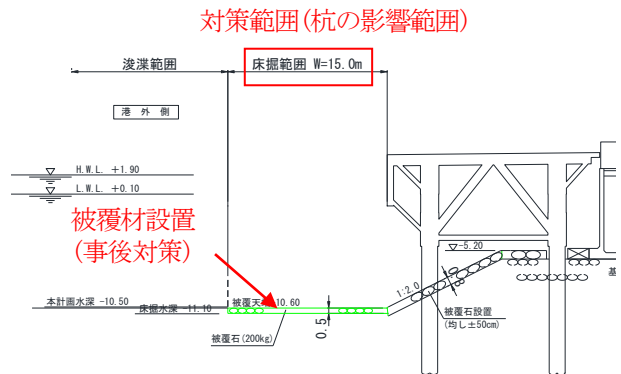 対策範囲(杭の影響範囲)
浚渫範囲
床掘範囲 W=15.0m
港外側
H.W.L. +1.90
L.W.L. +0.10
被覆材設置
(事後対策)
-5.20
1:2.0
0.8
本計画水深 -10.50
床掘水深-11.10
被覆天 -10.60
0.5
被覆石(200kg)
被覆石設置
(均し±50cm)
基